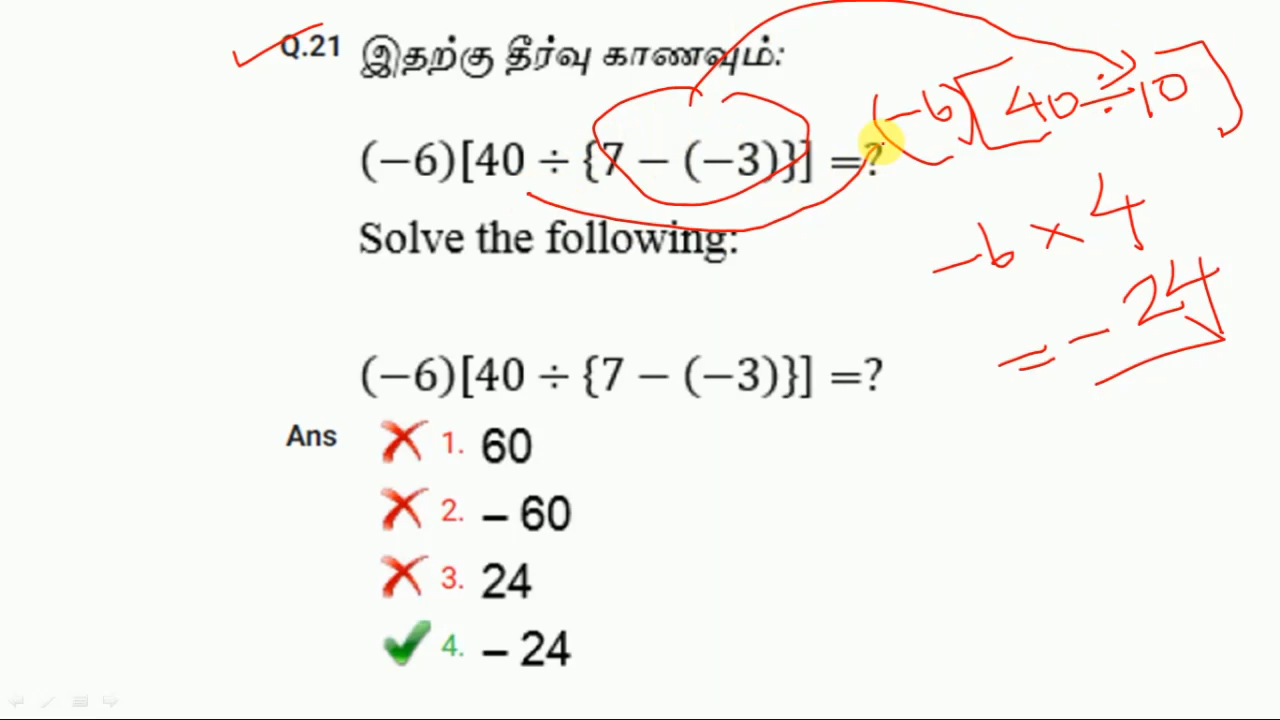 Q.21 இதற்கு தீர்வு காணவும்:
(−6)[40 ÷ {7 − (−3)}] =?
(−6)[40÷10]
−6 × 4
= −24
Solve the following:
(−6)[40 ÷ {7 − (−3)}] =?
Ans
1. 60
2. – 60
3. 24
4. – 24